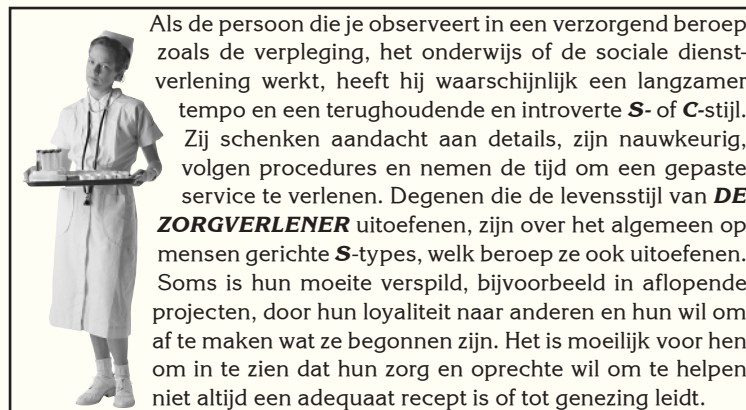 Als de persoon die je observeert in een verzorgend beroep
zoals de verpleging, het onderwijs of de sociale dienst-
verlening werkt, heeft hij waarschijnlijk een langzamer
tempo en een terughoudende en introverte S- of C-stijl.
Zij schenken aandacht aan details, zijn nauwkeurig,
volgen procedures en nemen de tijd om een gepaste
service te verlenen. Degenen die de levensstijl van DE
ZORGVERLENER uitoefenen, zijn over het algemeen op
mensen gerichte S-types, welk beroep ze ook uitoefenen.
Soms is hun moeite verspild, bijvoorbeeld in aflopende
projecten, door hun loyaliteit naar anderen en hun wil om
af te maken wat ze begonnen zijn. Het is moeilijk voor hen
om in te zien dat hun zorg en oprechte wil om te helpen
niet altijd een adequaat recept is of tot genezing leidt.